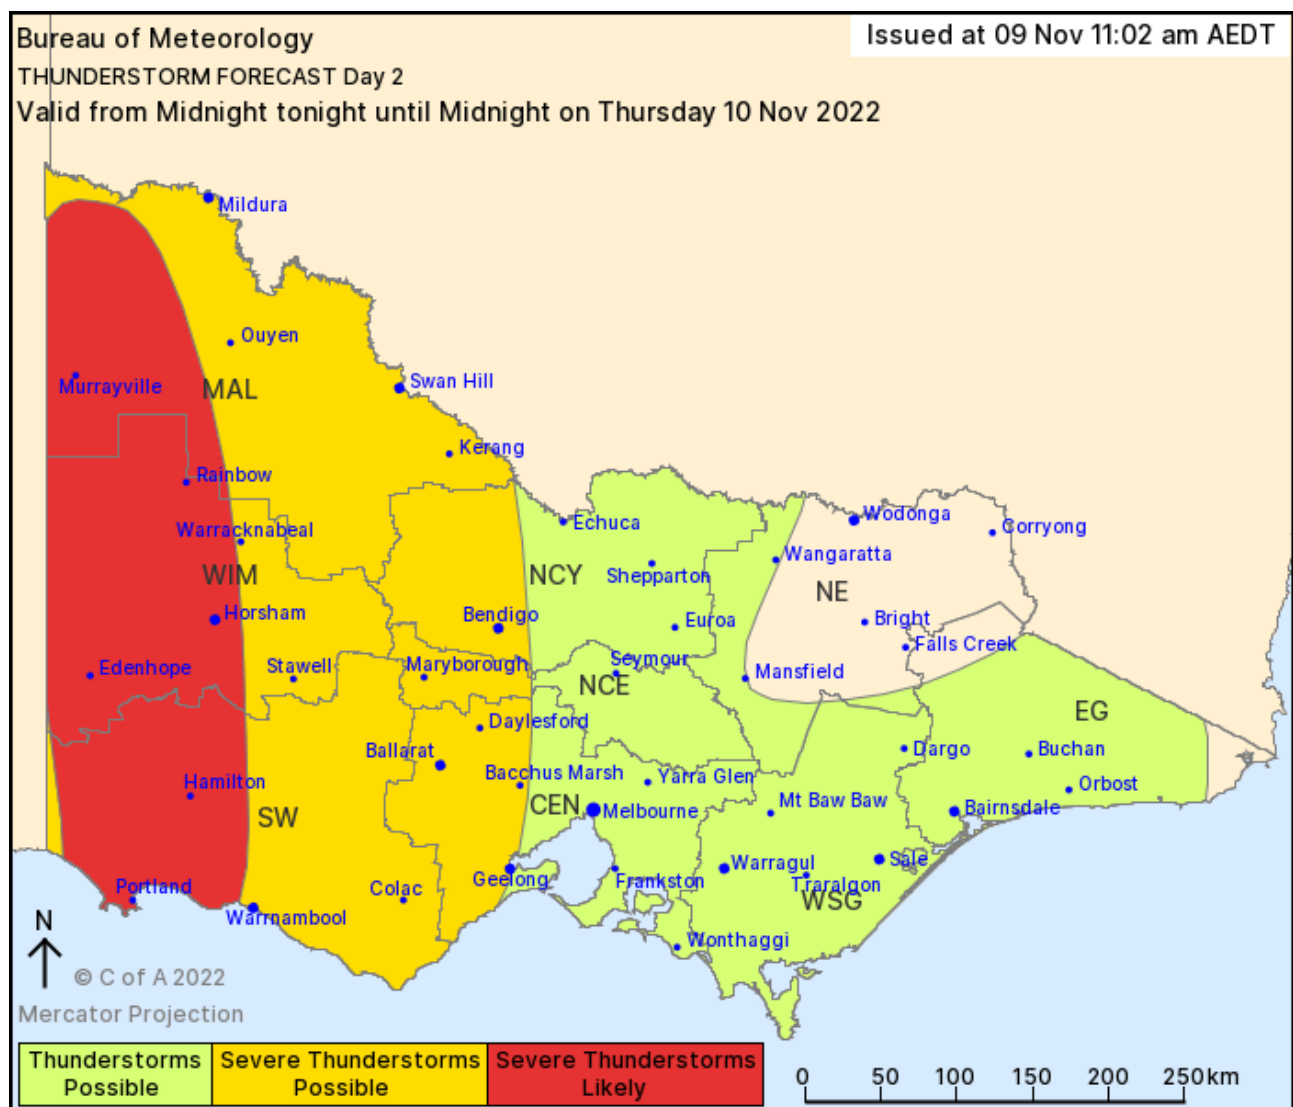 Bureau of Meteorology
Issued at 09 Nov 11:02 am AEDT
THUNDERSTORM FORECAST Day 2
Valid from Midnight tonight until Midnight on Thursday 10 Nov 2022
Mildura
Ouyen
Murrayville
MAL
Swan Hill
Kerang
Rainbow
Warracknabeal
Echuca
Wodonga
Corryong
Wangaratta
WIM
NCY
Shepparton
NE
Horsham
Bendigo
Euroa
Bright
Falls Creek
Edenhope
Stawell
Maryborough
Seymour
Mansfield
NCE
EG
Daylesford
Ballarat
Dargo
Buchan
Hamilton
Bacchus Marsh
Yarra Glen
Orbost
SW
CEN
Melbourne
Mt Baw Baw
Bairnsdale
Portland
Colac
Geelong
Frankston
Warragul
Sale
Traralgon
WSG
Warrnambool
Wonthaggi
N
© C of A 2022
Mercator Projection
Thunderstorms
Possible
Severe Thunderstorms
Possible
Severe Thunderstorms
Likely
0 50 100 150 200 250km